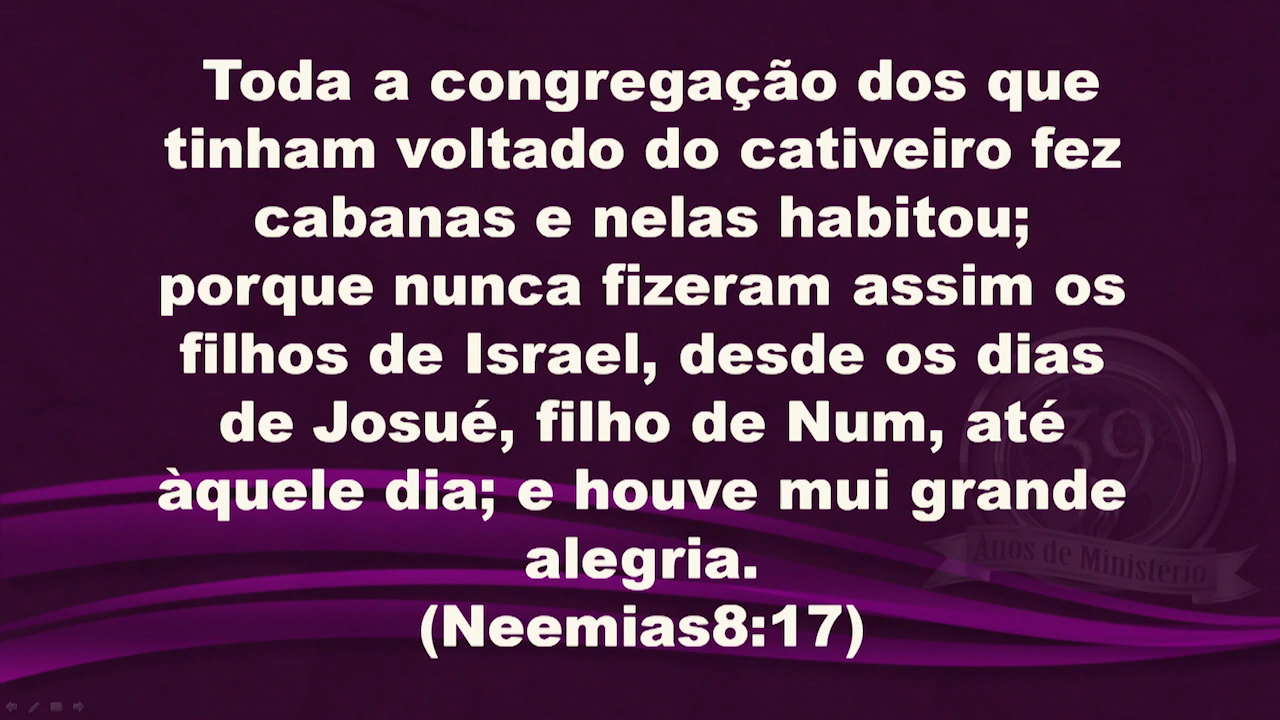 Toda a congregação dos que
tinham voltado do cativeiro fez
cabanas e nelas habitou;
porque nunca fizeram assim os
filhos de Israel, desde os dias
de Josué, filho de Num, até
àquele dia; e houve mui grande
alegria.
(Neemias8:17)
39
Anos de Ministério